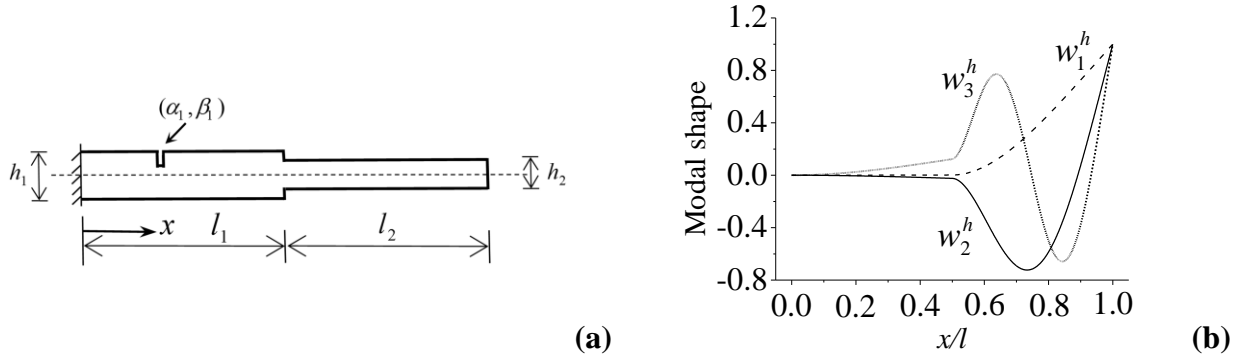 (α₁, β₁)
h₁
h₂
x
l₁
l₂
(a)
Modal shape
1.2
0.8
0.4
0.0
-0.4
-0.8
w₁ʰ
w₃ʰ
w₂ʰ
0.0 0.2 0.4 0.6 0.8 1.0
x/l
(b)